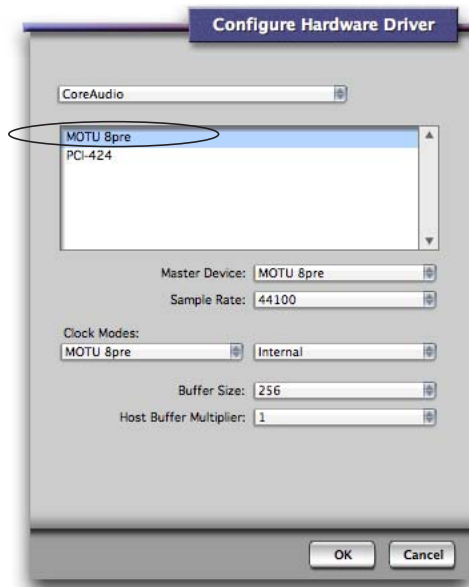 Configure Hardware Driver
CoreAudio
MOTU 8pre
PCI-424
Master Device: MOTU 8pre
Sample Rate: 44100
Clock Modes:
MOTU 8pre Internal
Buffer Size: 256
Host Buffer Multiplier: 1
OK Cancel